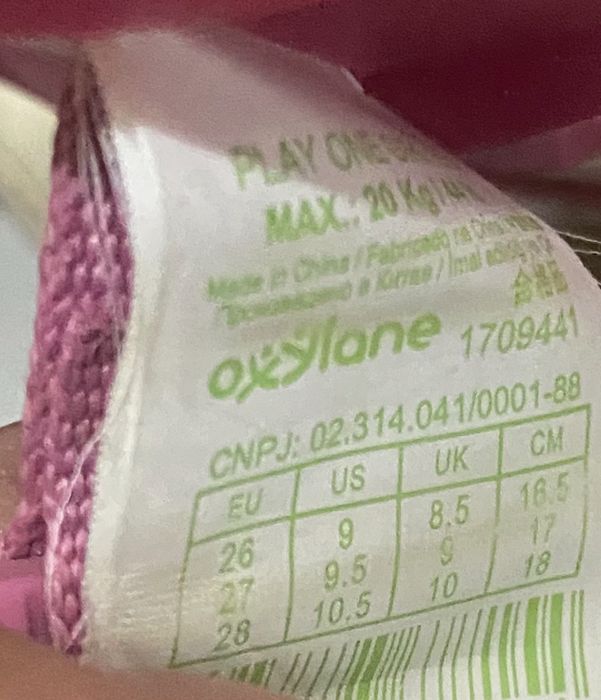 PLAY ONE
MAX.: 20 Kg /
Made in China / Fabricado na China
/ Imal
oxylane 1709441
CNPJ: 02.314.041/0001-88
EU US UK CM
26 9 8.5 16.5
27 9.5 9 17
28 10.5 10 18